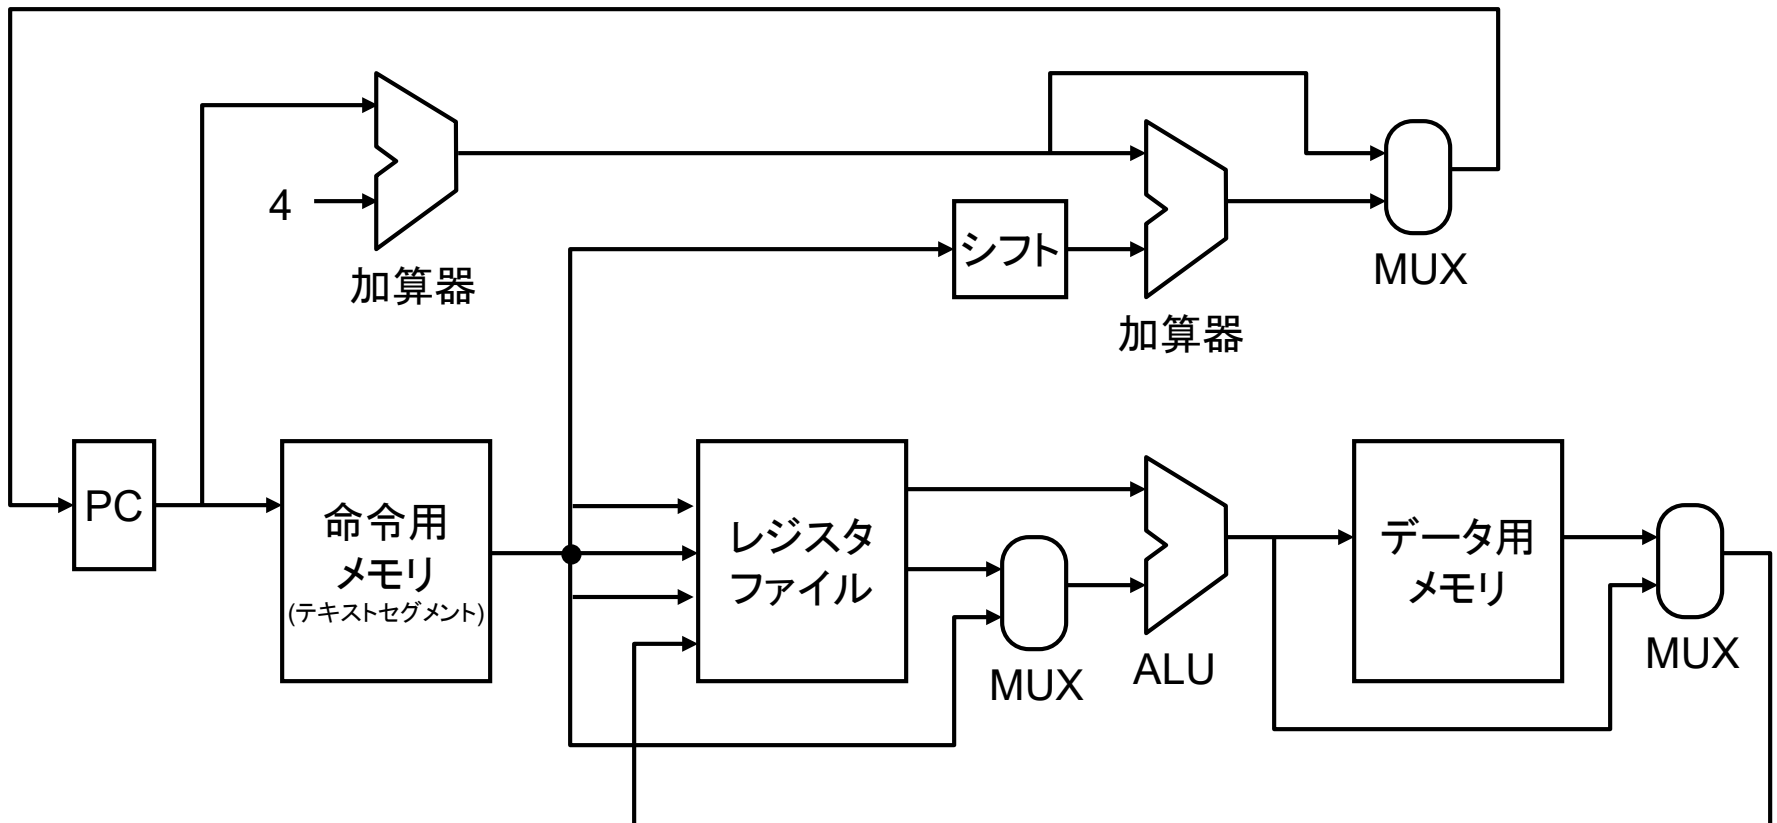 4
加算器
シフト
MUX
加算器
PC
命令用
メモリ
(テキストセグメント)
レジスタ
ファイル
MUX
ALU
データ用
メモリ
MUX